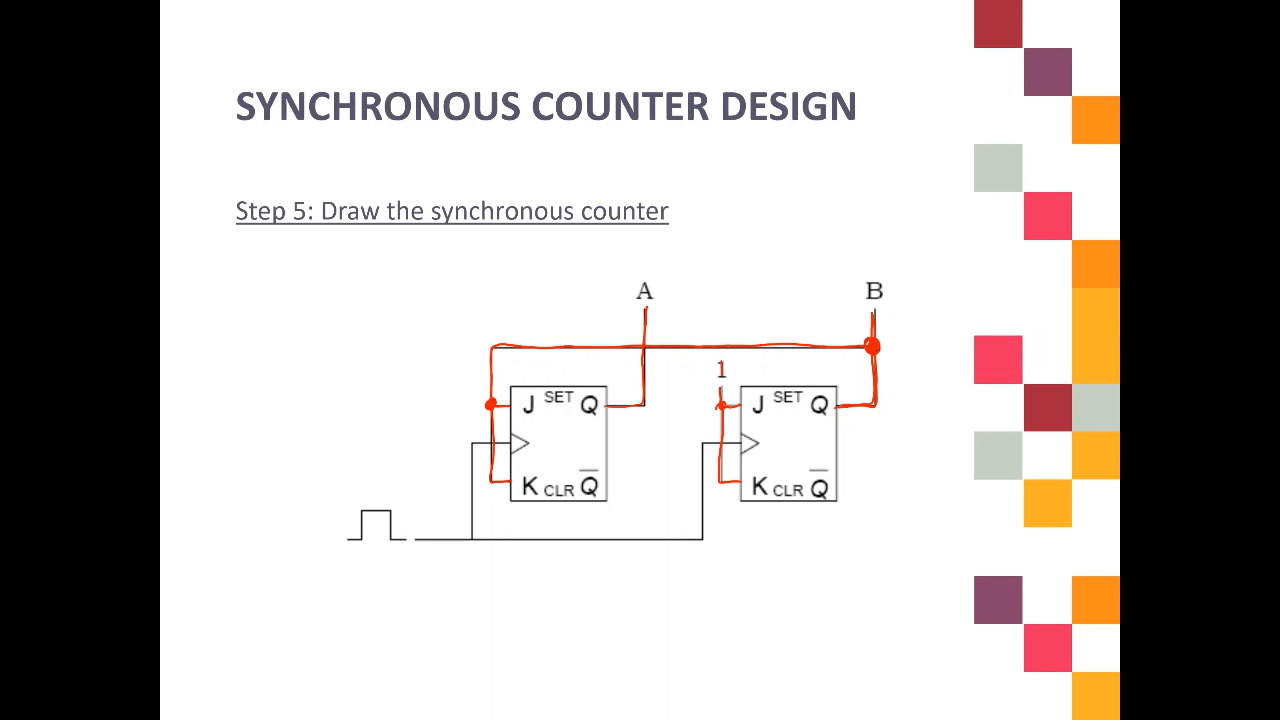 SYNCHRONOUS COUNTER DESIGN
Step 5: Draw the synchronous counter
A B
1
J SET Q J SET Q
K CLR Q̅ K CLR Q̅